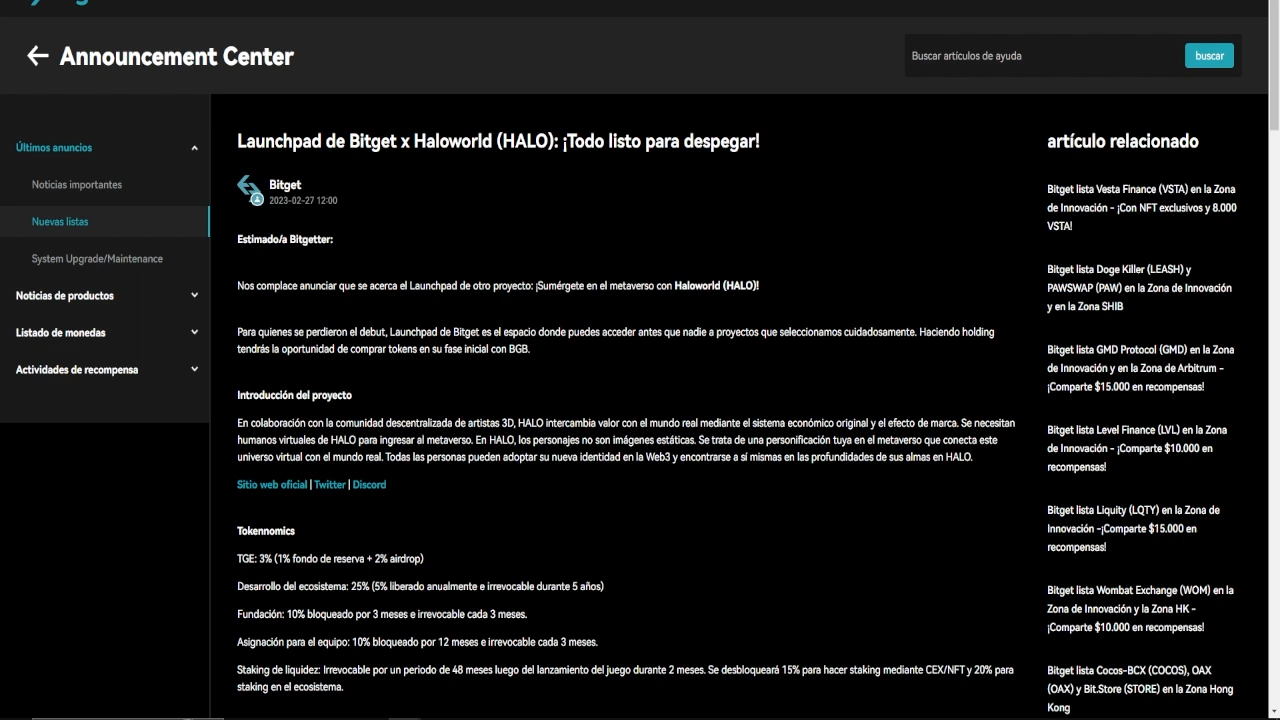 Announcement Center
Buscar artículos de ayuda
buscar
Últimos anuncios
Noticias importantes
Nuevas listas
System Upgrade/Maintenance
Noticias de productos
Listado de monedas
Actividades de recompensa
Launchpad de Bitget x Haloworld (HALO): ¡Todo listo para despegar!
Bitget
2023-02-27 12:00
Estimado/a Bitgetter:
Nos complace anunciar que se acerca el Launchpad de otro proyecto: ¡Sumérgete en el metaverso con Haloworld (HALO)!
Para quienes se perdieron el debut, Launchpad de Bitget es el espacio donde puedes acceder antes que nadie a proyectos que seleccionamos cuidadosamente. Haciendo holding
tendrás la oportunidad de comprar tokens en su fase inicial con BGB.
Introducción del proyecto
En colaboración con la comunidad descentralizada de artistas 3D, HALO intercambia valor con el mundo real mediante el sistema económico original y el efecto de marca. Se necesitan
humanos virtuales de HALO para ingresar al metaverso. En HALO, los personajes no son imágenes estáticas. Se trata de una personificación tuya en el metaverso que conecta este
universo virtual con el mundo real. Todas las personas pueden adoptar su nueva identidad en la Web3 y encontrarse a sí mismas en las profundidades de sus almas en HALO.
Sitio web oficial | Twitter | Discord
Tokennomics
TGE: 3% (1% fondo de reserva + 2% airdrop)
Desarrollo del ecosistema: 25% (5% liberado anualmente e irrevocable durante 5 años)
Fundación: 10% bloqueado por 3 meses e irrevocable cada 3 meses.
Asignación para el equipo: 10% bloqueado por 12 meses e irrevocable cada 3 meses.
Staking de liquidez: Irrevocable por un periodo de 48 meses luego del lanzamiento del juego durante 2 meses. Se desbloqueará 15% para hacer staking mediante CEX/NFT y 20% para
staking en el ecosistema.
artículo relacionado
Bitget lista Vesta Finance (VSTA) en la Zona
de Innovación - ¡Con NFT exclusivos y 8.000
VSTA!
Bitget lista Doge Killer (LEASH) y
PAWSWAP (PAW) en la Zona de Innovación
y en la Zona SHIB
Bitget lista GMD Protocol (GMD) en la Zona
de Innovación y en la Zona de Arbitrum -
¡Comparte $15.000 en recompensas!
Bitget lista Level Finance (LVL) en la Zona
de Innovación - ¡Comparte $10.000 en
recompensas!
Bitget lista Liquity (LQTY) en la Zona de
Innovación -¡Comparte $15.000 en
recompensas!
Bitget lista Wombat Exchange (WOM) en la
Zona de Innovación y la Zona HK -
¡Comparte $10.000 en recompensas!
Bitget lista Cocos-BCX (COCOS), OAX
(OAX) y Bit.Store (STORE) en la Zona Hong
Kong